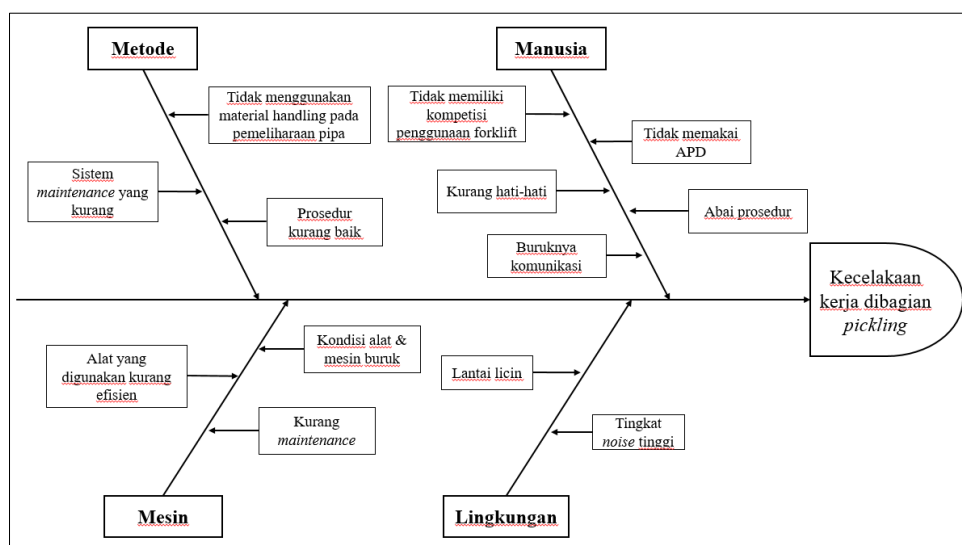 Metode
Manusia
Tidak menggunakan
material handling pada
pemeliharaan pipa
Sistem
maintenance yang
kurang
Prosedur
kurang baik
Tidak memiliki
kompetisi
penggunaan forklift
Tidak memakai
APD
Kurang hati-hati
Abai prosedur
Buruknya
komunikasi
Kecelakaan
kerja dibagian
pickling
Kondisi alat &
mesin buruk
Alat yang
digunakan kurang
efisien
Kurang
maintenance
Lantai licin
Tingkat
noise tinggi
Mesin
Lingkungan